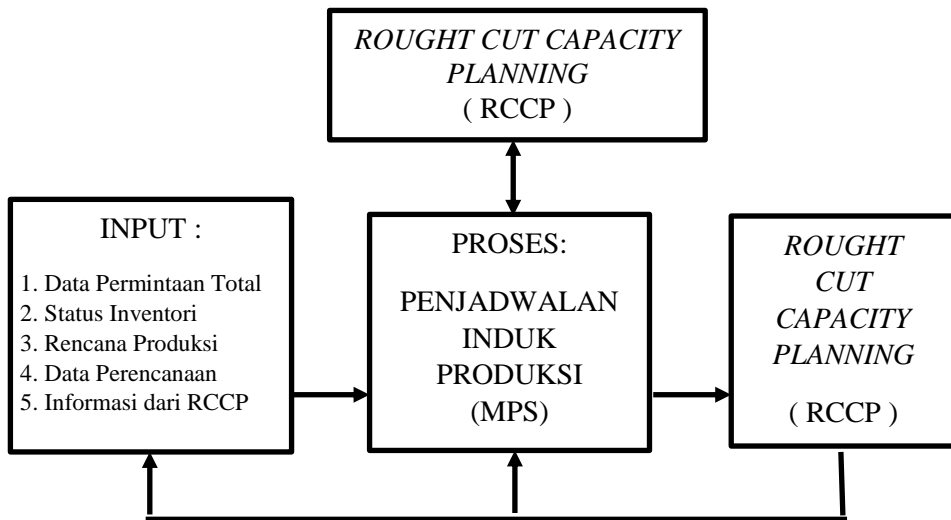 ROUGHT CUT CAPACITY
PLANNING
( RCCP )
INPUT :
1. Data Permintaan Total
2. Status Inventori
3. Rencana Produksi
4. Data Perencanaan
5. Informasi dari RCCP
PROSES:
PENJADWALAN
INDUK
PRODUKSI
(MPS)
ROUGHT
CUT
CAPACITY
PLANNING
( RCCP )